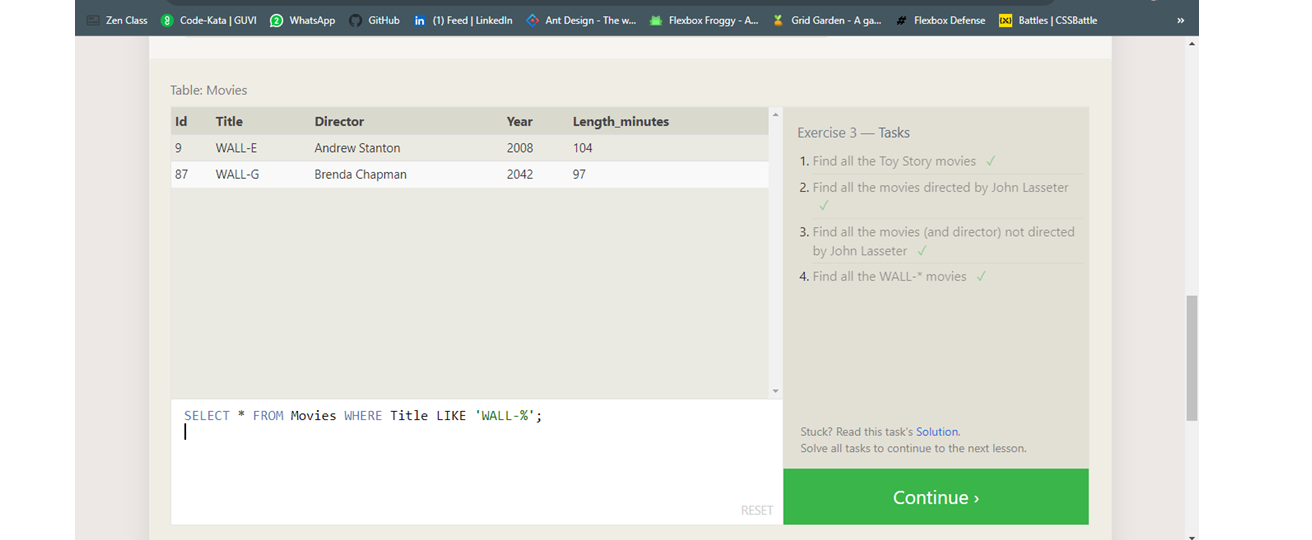 Zen Class Code-Kata | GUVI WhatsApp GitHub (1) Feed | LinkedIn Ant Design - The w... Flexbox Froggy - A... Grid Garden - A ga... Flexbox Defense Battles | CSSBattle »
Table: Movies
Id Title Director Year Length_minutes
9 WALL-E Andrew Stanton 2008 104
87 WALL-G Brenda Chapman 2042 97
SELECT * FROM Movies WHERE Title LIKE 'WALL-%';
RESET
Exercise 3 — Tasks
1. Find all the Toy Story movies ✓
2. Find all the movies directed by John Lasseter
✓
3. Find all the movies (and director) not directed
by John Lasseter ✓
4. Find all the WALL-* movies ✓
Stuck? Read this task's Solution.
Solve all tasks to continue to the next lesson.
Continue ›